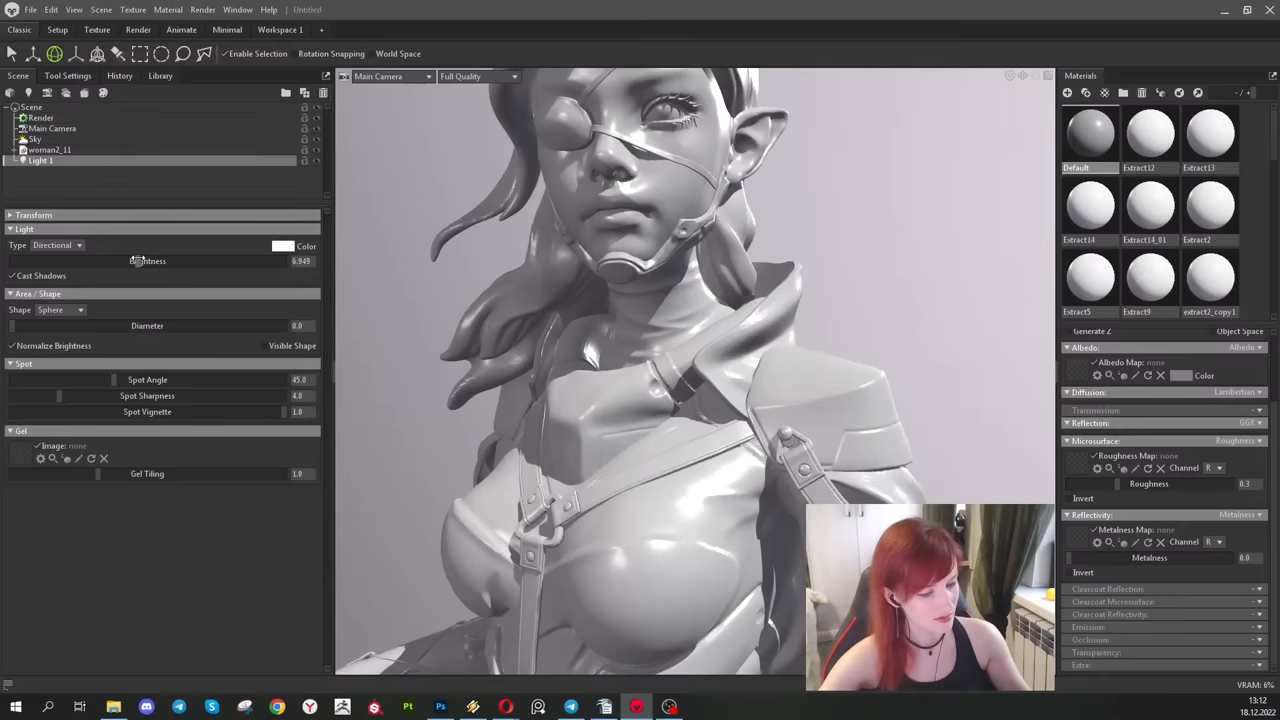 File Edit View Scene Texture Material Render Window Help Untitled
Classic Setup Texture Render Animate Minimal Workspace 1 +
Enable Selection Rotation Snapping World Space
Scene Tool Settings History Library
Main Camera Full Quality
Materials
Scene
Render
Main Camera
Sky
woman2_11
Light 1
Transform
Light
Type Directional Color
Brightness 6.949
Cast Shadows
Area / Shape
Shape Sphere
Diameter 0.0
Normalize Brightness Visible Shape
Spot
Spot Angle 45.0
Spot Sharpness 4.0
Spot Vignette 1.0
Gel
Image: none
Gel Tiling 1.0
Default Extract12 Extract13
Extract14 Extract14_01 Extract2
Extract5 Extract9 extract2_copy1
Generate Z Object Space
Albedo: Albedo
Albedo Map: none
Color
Diffusion: Lambertian
Transmission: -
Reflection: GGX
Microsurface: Roughness
Roughness Map: none
Channel R
Roughness 0.3
Invert
Reflectivity: Metalness
Metalness Map: none
Channel R
Metalness 0.0
Invert
Clearcoat Reflection: -
Clearcoat Microsurface: -
Clearcoat Reflectivity: -
Emission: -
Occlusion: -
Transparency: -
Extra: -
VRAM: 6%
Pt Ps
13:12
18.12.2022